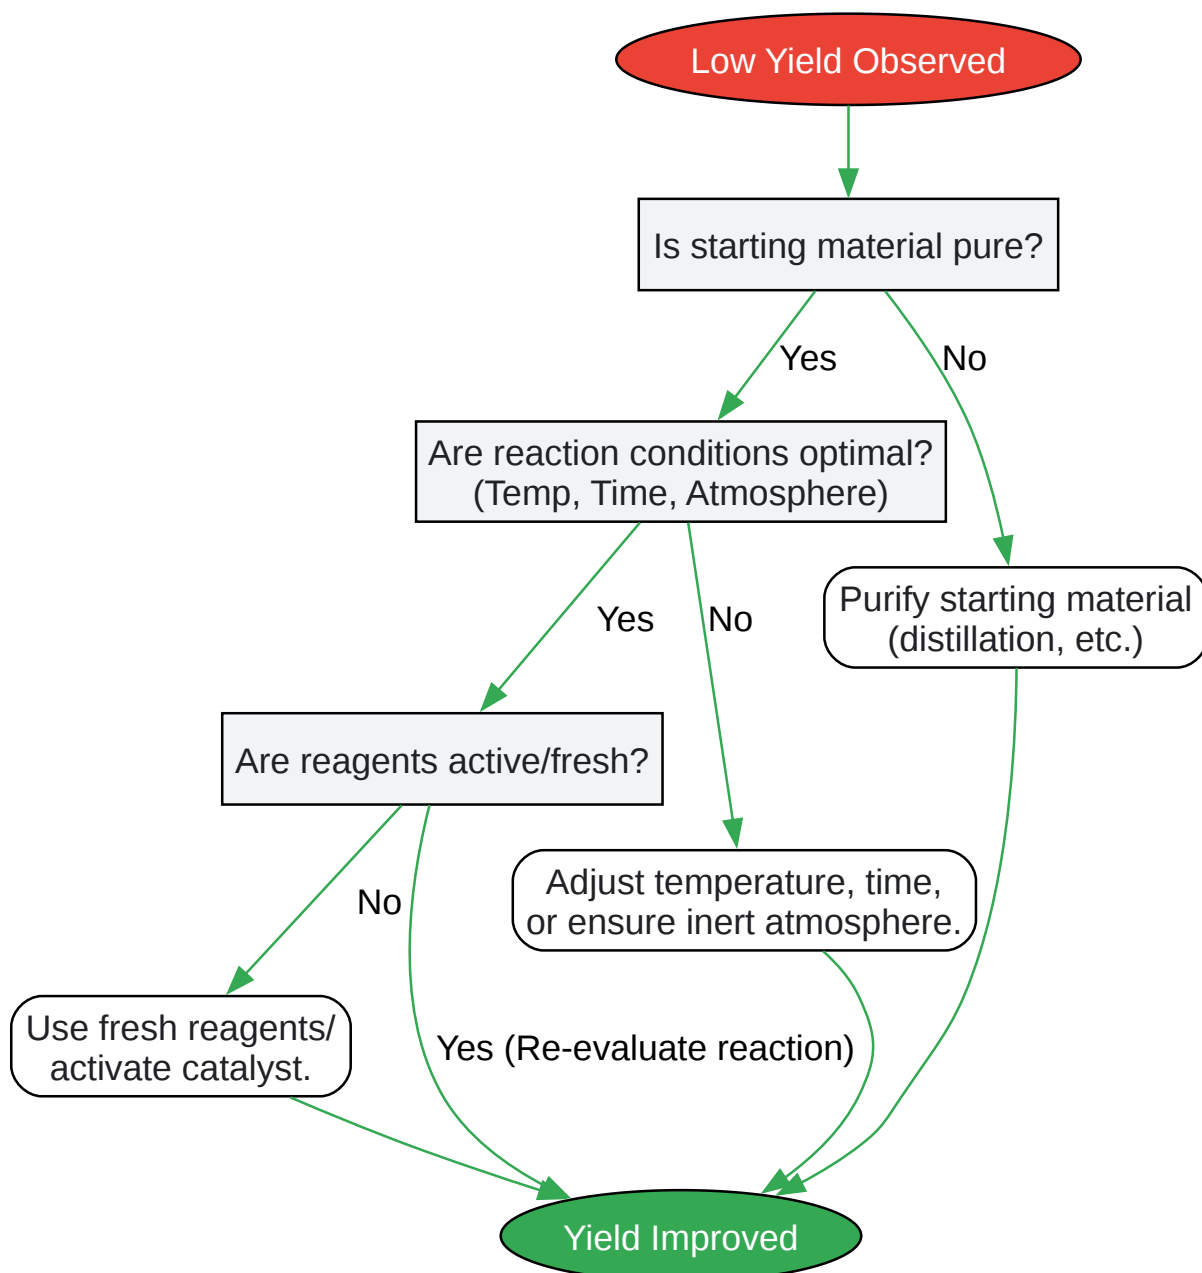 Low Yield Observed
Is starting material pure?
Yes
No
Are reaction conditions optimal?
(Temp, Time, Atmosphere)
Purify starting material
(distillation, etc.)
Yes
No
Are reagents active/fresh?
Adjust temperature, time,
or ensure inert atmosphere.
No
Use fresh reagents/
activate catalyst.
Yes (Re-evaluate reaction)
Yield Improved